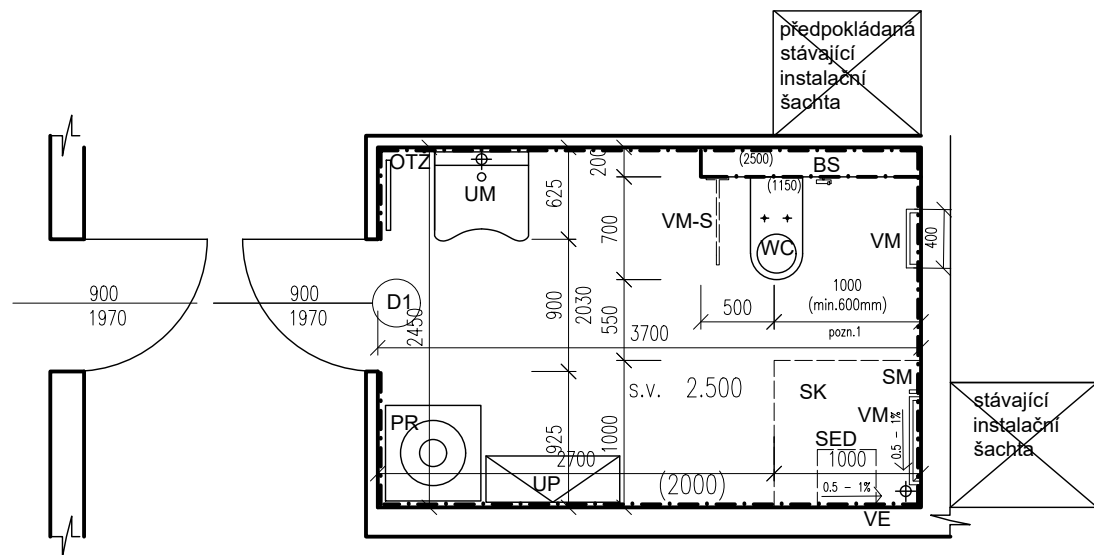 předpokládaná
stávající
instalační
šachta
OTZ
UM
625
200
(2500)
BS
(1150)
VM-S
700
WC
VM
400
900
1970
900
1970
D1
2450
900
2030
550
500
1000
(min.600mm)
pozn.1
3700
s.v. 2.500
SK
SM
VM
stávající
instalační
šachta
PR
925
1000
2700
UP
(2000)
SED
1000
0.5 - 1%
0.5 - 1%
VE